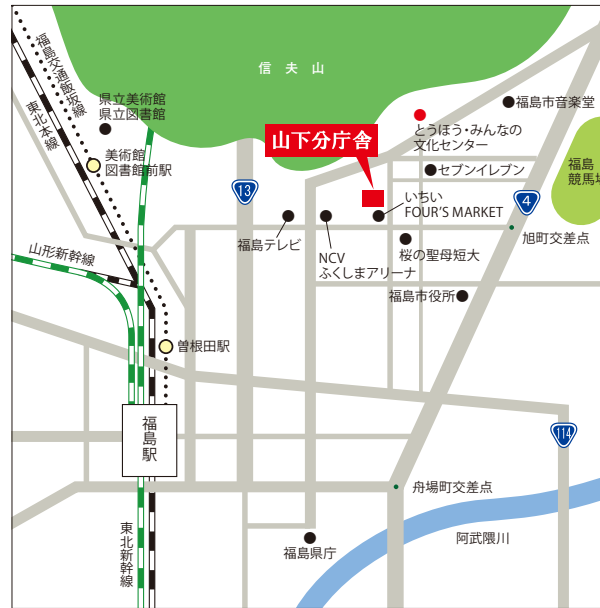 福島交通飯坂線
東北本線
信夫山
県立美術館
県立図書館
美術館
図書館前駅
山下分庁舎
福島市音楽堂
とうほう・みんなの
文化センター
セブンイレブン
福島
競馬場
13
4
いちい
FOUR'S MARKET
福島テレビ
NCV
ふくしまアリーナ
桜の聖母短大
旭町交差点
山形新幹線
福島市役所
曽根田駅
福島駅
114
舟場町交差点
阿武隈川
福島県庁
東北新幹線